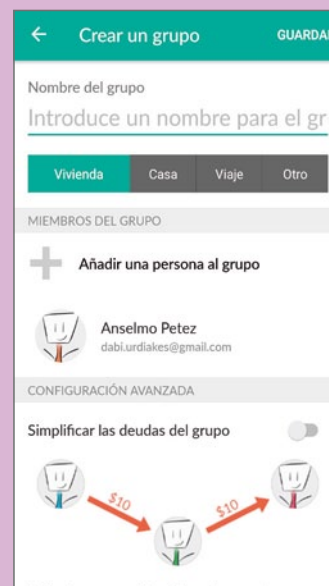 Crear un grupo GUARDAR
Nombre del grupo
Introduce un nombre para el gr
Vivienda Casa Viaje Otro
MIEMBROS DEL GRUPO
Añadir una persona al grupo
Anselmo Petez
dabi.urdiakes@gmail.com
CONFIGURACIÓN AVANZADA
Simplificar las deudas del grupo
$10 $10